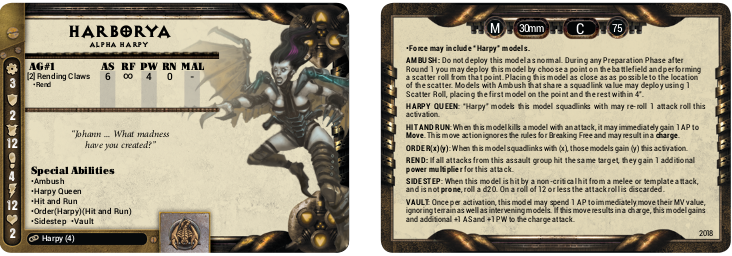 HARBORYA
ALPHA HARPY
AG#1 AS RF PW RN MAL
[2] Rending Claws 6 ∞ 4 0 -
•Rend
3
2
12
4
12
2
"Johann ... What madness
have you created?"
Special Abilities
•Ambush
•Harpy Queen
•Hit and Run
•Order(Harpy)(Hit and Run)
•Sidestep •Vault
Harpy (4)
M 30mm C 75
•Force may include "Harpy" models.
AMBUSH: Do not deploy this model as normal. During any Preparation Phase after
Round 1 you may deploy this model by choose a point on the battlefield and performing
a scatter roll from that point. Placing this model as close as as possible to the location
of the scatter. Models with Ambush that share a squadlink value may deploy using 1
Scatter Roll, placing the first model on the point and the rest within 4".
HARPY QUEEN: "Harpy" models this model squadlinks with may re-roll 1 attack roll this
activation.
HIT AND RUN: When this model kills a model with an attack, it may immediately gain 1 AP to
Move. This move action ignores the rules for Breaking Free and may result in a charge.
ORDER(x)(y): When this model squadlinks with (x), those models gain (y) this activation.
REND: If all attacks from this assault group hit the same target, they gain 1 additional
power multiplier for this attack.
SIDESTEP: When this model is hit by a non-critical hit from a melee or template attack,
and is not prone, roll a d20. On a roll of 12 or less the attack roll is discarded.
VAULT: Once per activation, this model may spend 1 AP to immediately move their MV value,
ignoring terrain as well as intervening models. If this move results in a charge, this model gains
and additional +1 AS and +1 PW to the charge attack.
2018